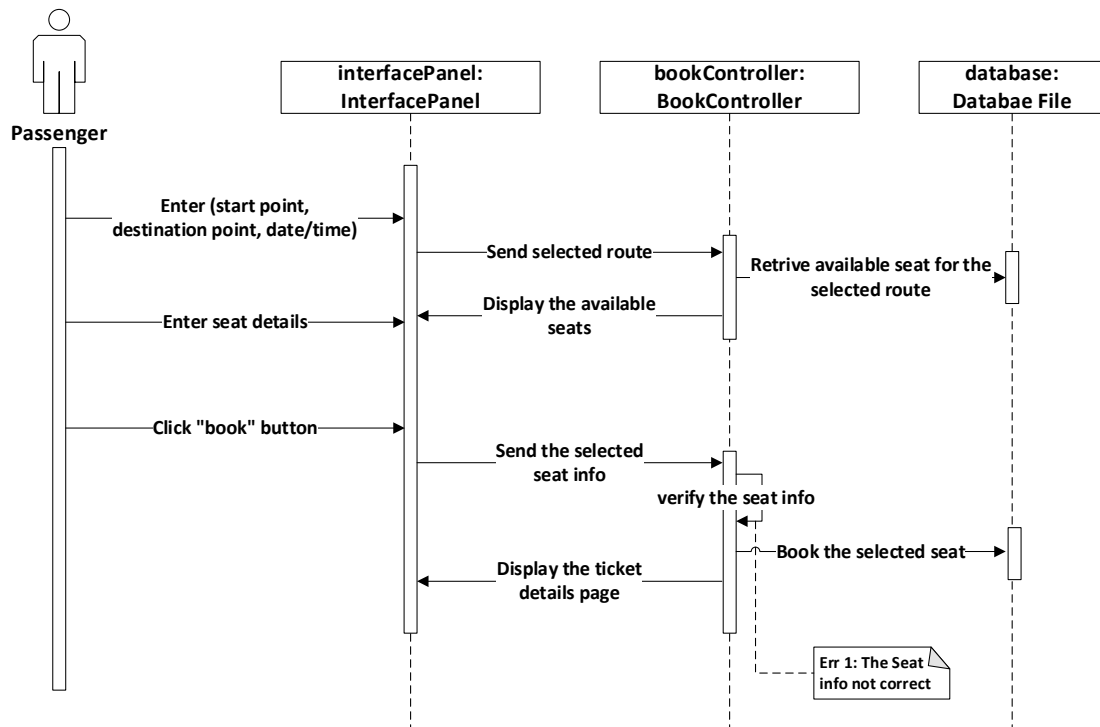 Passenger
interfacePanel:
InterfacePanel
bookController:
BookController
database:
Databae File
Enter (start point,
destination point, date/time)
Send selected route
Retrive available seat for the
selected route
Display the available
seats
Enter seat details
Click "book" button
Send the selected
seat info
verify the seat info
Book the selected seat
Display the ticket
details page
Err 1: The Seat
info not correct